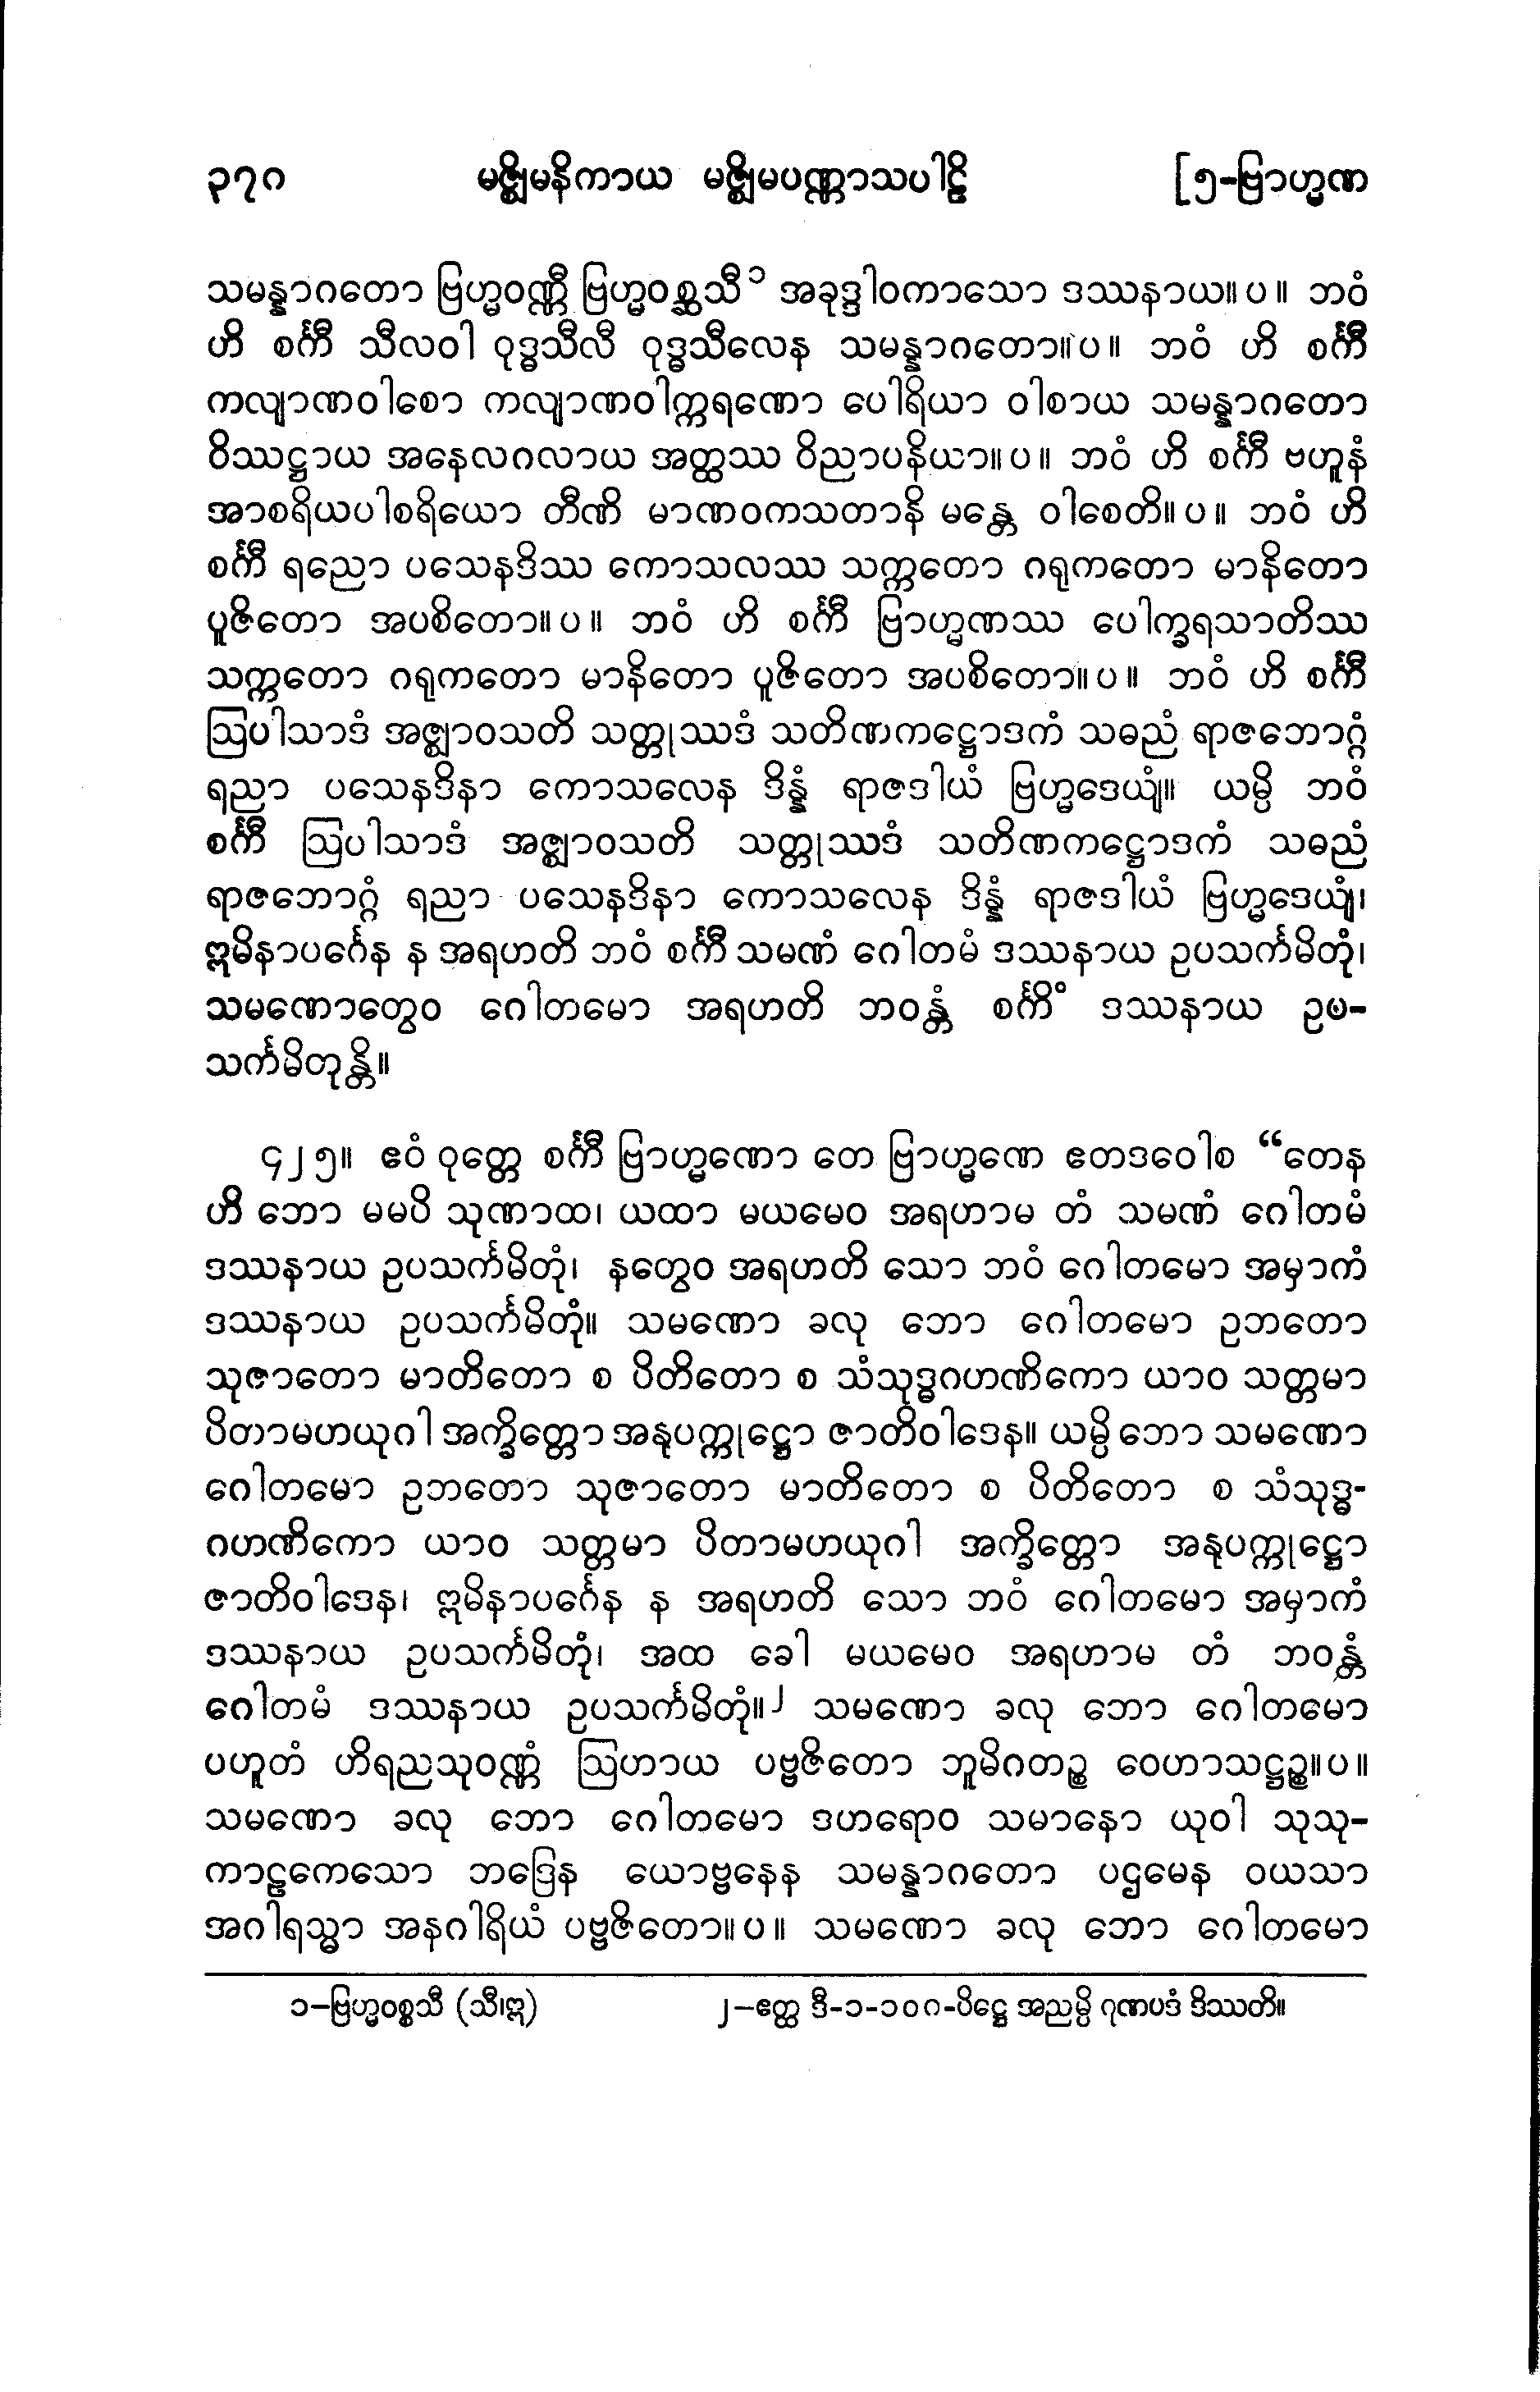 ၃၇၈ မဇ္ဈိမနိကာယ မဇ္ဈိမပဏ္ဏာသပါဠိ [၅-ဗြာဟ္မဏ
သမန္နာဂတော ဗြဟ္မဝဏ္ဏီ ဗြဟ္မဝစ္ဆသီ၁ အခုဒ္ဒါဝကာသော ဒဿနာယ။ပ။ ဘဝံ
ဟိ စင်္ကီ သီလဝါ ဝုဒ္ဓသီလီ ဝုဒ္ဓသီလေန သမန္နာဂတော။ပ။ ဘဝံ ဟိ စင်္ကီ
ကလျာဏဝါစော ကလျာဏဝါက္ကရဏော ပေါရိယာ ဝါစာယ သမန္နာဂတော
ဝိဿဋ္ဌာယ အနေလဂလာယ အတ္ထဿ ဝိညာပနိယာ။ပ။ ဘဝံ ဟိ စင်္ကီ ဗဟူနံ
အာစရိယပါစရိယော တီဏိ မာဏဝကသတာနိ မန္တေ ဝါစေတိ။ပ။ ဘဝံ ဟိ
စင်္ကီ ရညော ပသေနဒိဿ ကောသလဿ သက္ကတော ဂရုကတော မာနိတော
ပူဇိတော အပစိတော။ပ။ ဘဝံ ဟိ စင်္ကီ ဗြာဟ္မဏဿ ပေါက္ခရသာတိဿ
သက္ကတော ဂရုကတော မာနိတော ပူဇိတော အပစိတော။ပ။ ဘဝံ ဟိ စင်္ကီ
ဩပါသာဒံ အဇ္ဈာဝသတိ သတ္တုဿဒံ သတိဏကဋ္ဌောဒကံ သဓညံ ရာဇဘောဂ္ဂံ
ရညာ ပသေနဒိနာ ကောသလေန ဒိန္နံ ရာဇဒါယံ ဗြဟ္မဒေယျံ။ ယမ္ပိ ဘဝံ
စင်္ကီ ဩပါသာဒံ အဇ္ဈာဝသတိ သတ္တုဿဒံ သတိဏကဋ္ဌောဒကံ သဓညံ
ရာဇဘောဂ္ဂံ ရညာ ပသေနဒိနာ ကောသလေန ဒိန္နံ ရာဇဒါယံ ဗြဟ္မဒေယျံ၊
ဣမိနာပင်္ဂေန န အရဟတိ ဘဝံ စင်္ကီ သမဏံ ဂေါတမံ ဒဿနာယ ဥပသင်္ကမိတုံ၊
သမဏောတွေဝ ဂေါတမော အရဟတိ ဘဝန္တံ စင်္ကိံ ဒဿနာယ ဥပ-
သင်္ကမိတုန္တိ။
၄၂၅။ ဧဝံ ဝုတ္တေ စင်္ကီ ဗြာဟ္မဏော တေ ဗြာဟ္မဏေ ဧတဒဝေါစ “တေန
ဟိ ဘော မမပိ သုဏာထ၊ ယထာ မယမေဝ အရဟာမ တံ သမဏံ ဂေါတမံ
ဒဿနာယ ဥပသင်္ကမိတုံ၊ နတွေဝ အရဟတိ သော ဘဝံ ဂေါတမော အမှာကံ
ဒဿနာယ ဥပသင်္ကမိတုံ။ သမဏော ခလု ဘော ဂေါတမော ဥဘတော
သုဇာတော မာတိတော စ ပိတိတော စ သံသုဒ္ဓဂဟဏိကော ယာဝ သတ္တမာ
ပိတာမဟယုဂါ အက္ခိတ္တော အနုပက္ကုဋ္ဌော ဇာတိဝါဒေန။ ယမ္ပိ ဘော သမဏော
ဂေါတမော ဥဘတော သုဇာတော မာတိတော စ ပိတိတော စ သံသုဒ္ဓ-
ဂဟဏိကော ယာဝ သတ္တမာ ပိတာမဟယုဂါ အက္ခိတ္တော အနုပက္ကုဋ္ဌော
ဇာတိဝါဒေန၊ ဣမိနာပင်္ဂေန န အရဟတိ သော ဘဝံ ဂေါတမော အမှာကံ
ဒဿနာယ ဥပသင်္ကမိတုံ၊ အထ ခေါ မယမေဝ အရဟာမ တံ ဘဝန္တံ
ဂေါတမံ ဒဿနာယ ဥပသင်္ကမိတုံ။၂ သမဏော ခလု ဘော ဂေါတမော
ပဟူတံ ဟိရညသုဝဏ္ဏံ ဩဟာယ ပဗ္ဗဇိတော ဘူမိဂတဉ္စ ဝေဟာသဋ္ဌဉ္စ။ပ။
သမဏော ခလု ဘော ဂေါတမော ဒဟရောဝ သမာနော ယုဝါ သုသု-
ကာဠကေသော ဘဒြေန ယောဗ္ဗနေန သမန္နာဂတော ပဌမေန ဝယသာ
အဂါရသ္မာ အနဂါရိယံ ပဗ္ဗဇိတော။ပ။ သမဏော ခလု ဘော ဂေါတမော
၁–ဗြဟ္မဝစ္စသီ (သီ၊ဣ) ၂–ဧတ္ထ ဒီ-၁-၁၀၈-ပိဋ္ဌေ အညမ္ပိ ဂုဏပဒံ ဒိဿတိ။